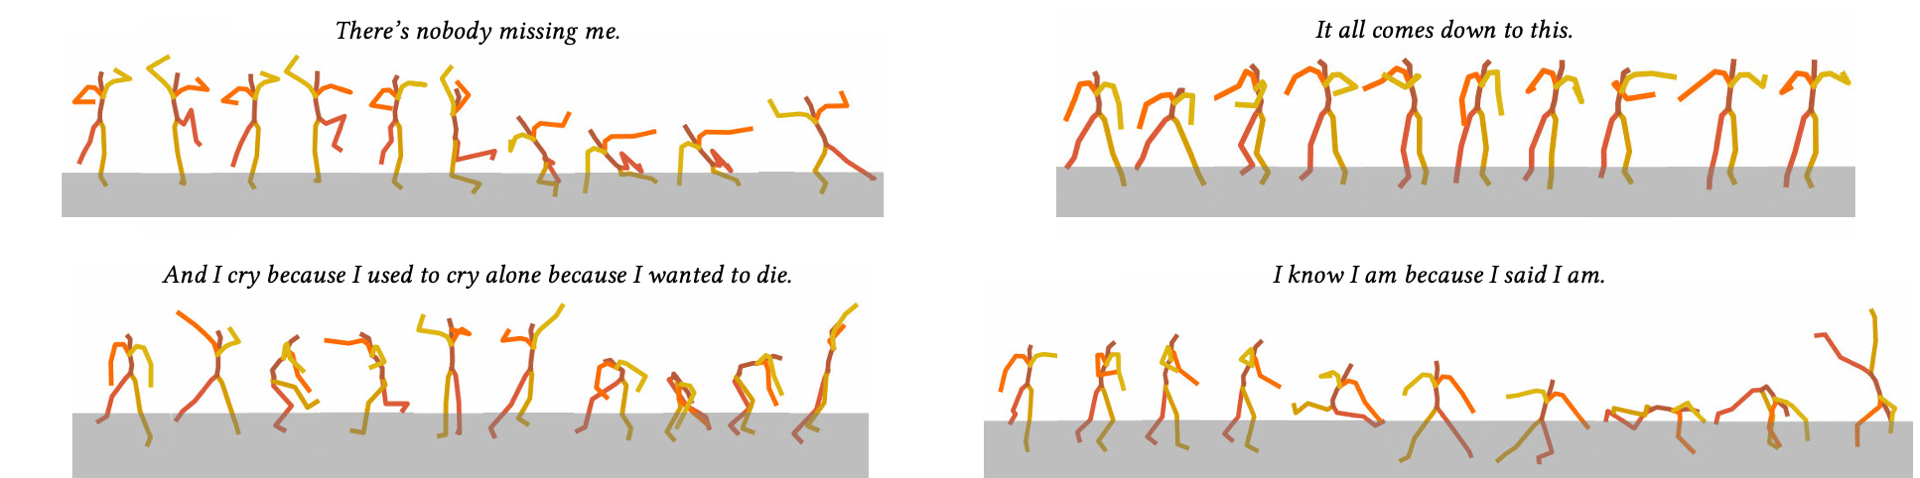 There’s nobody missing me.
It all comes down to this.
And I cry because I used to cry alone because I wanted to die.
I know I am because I said I am.